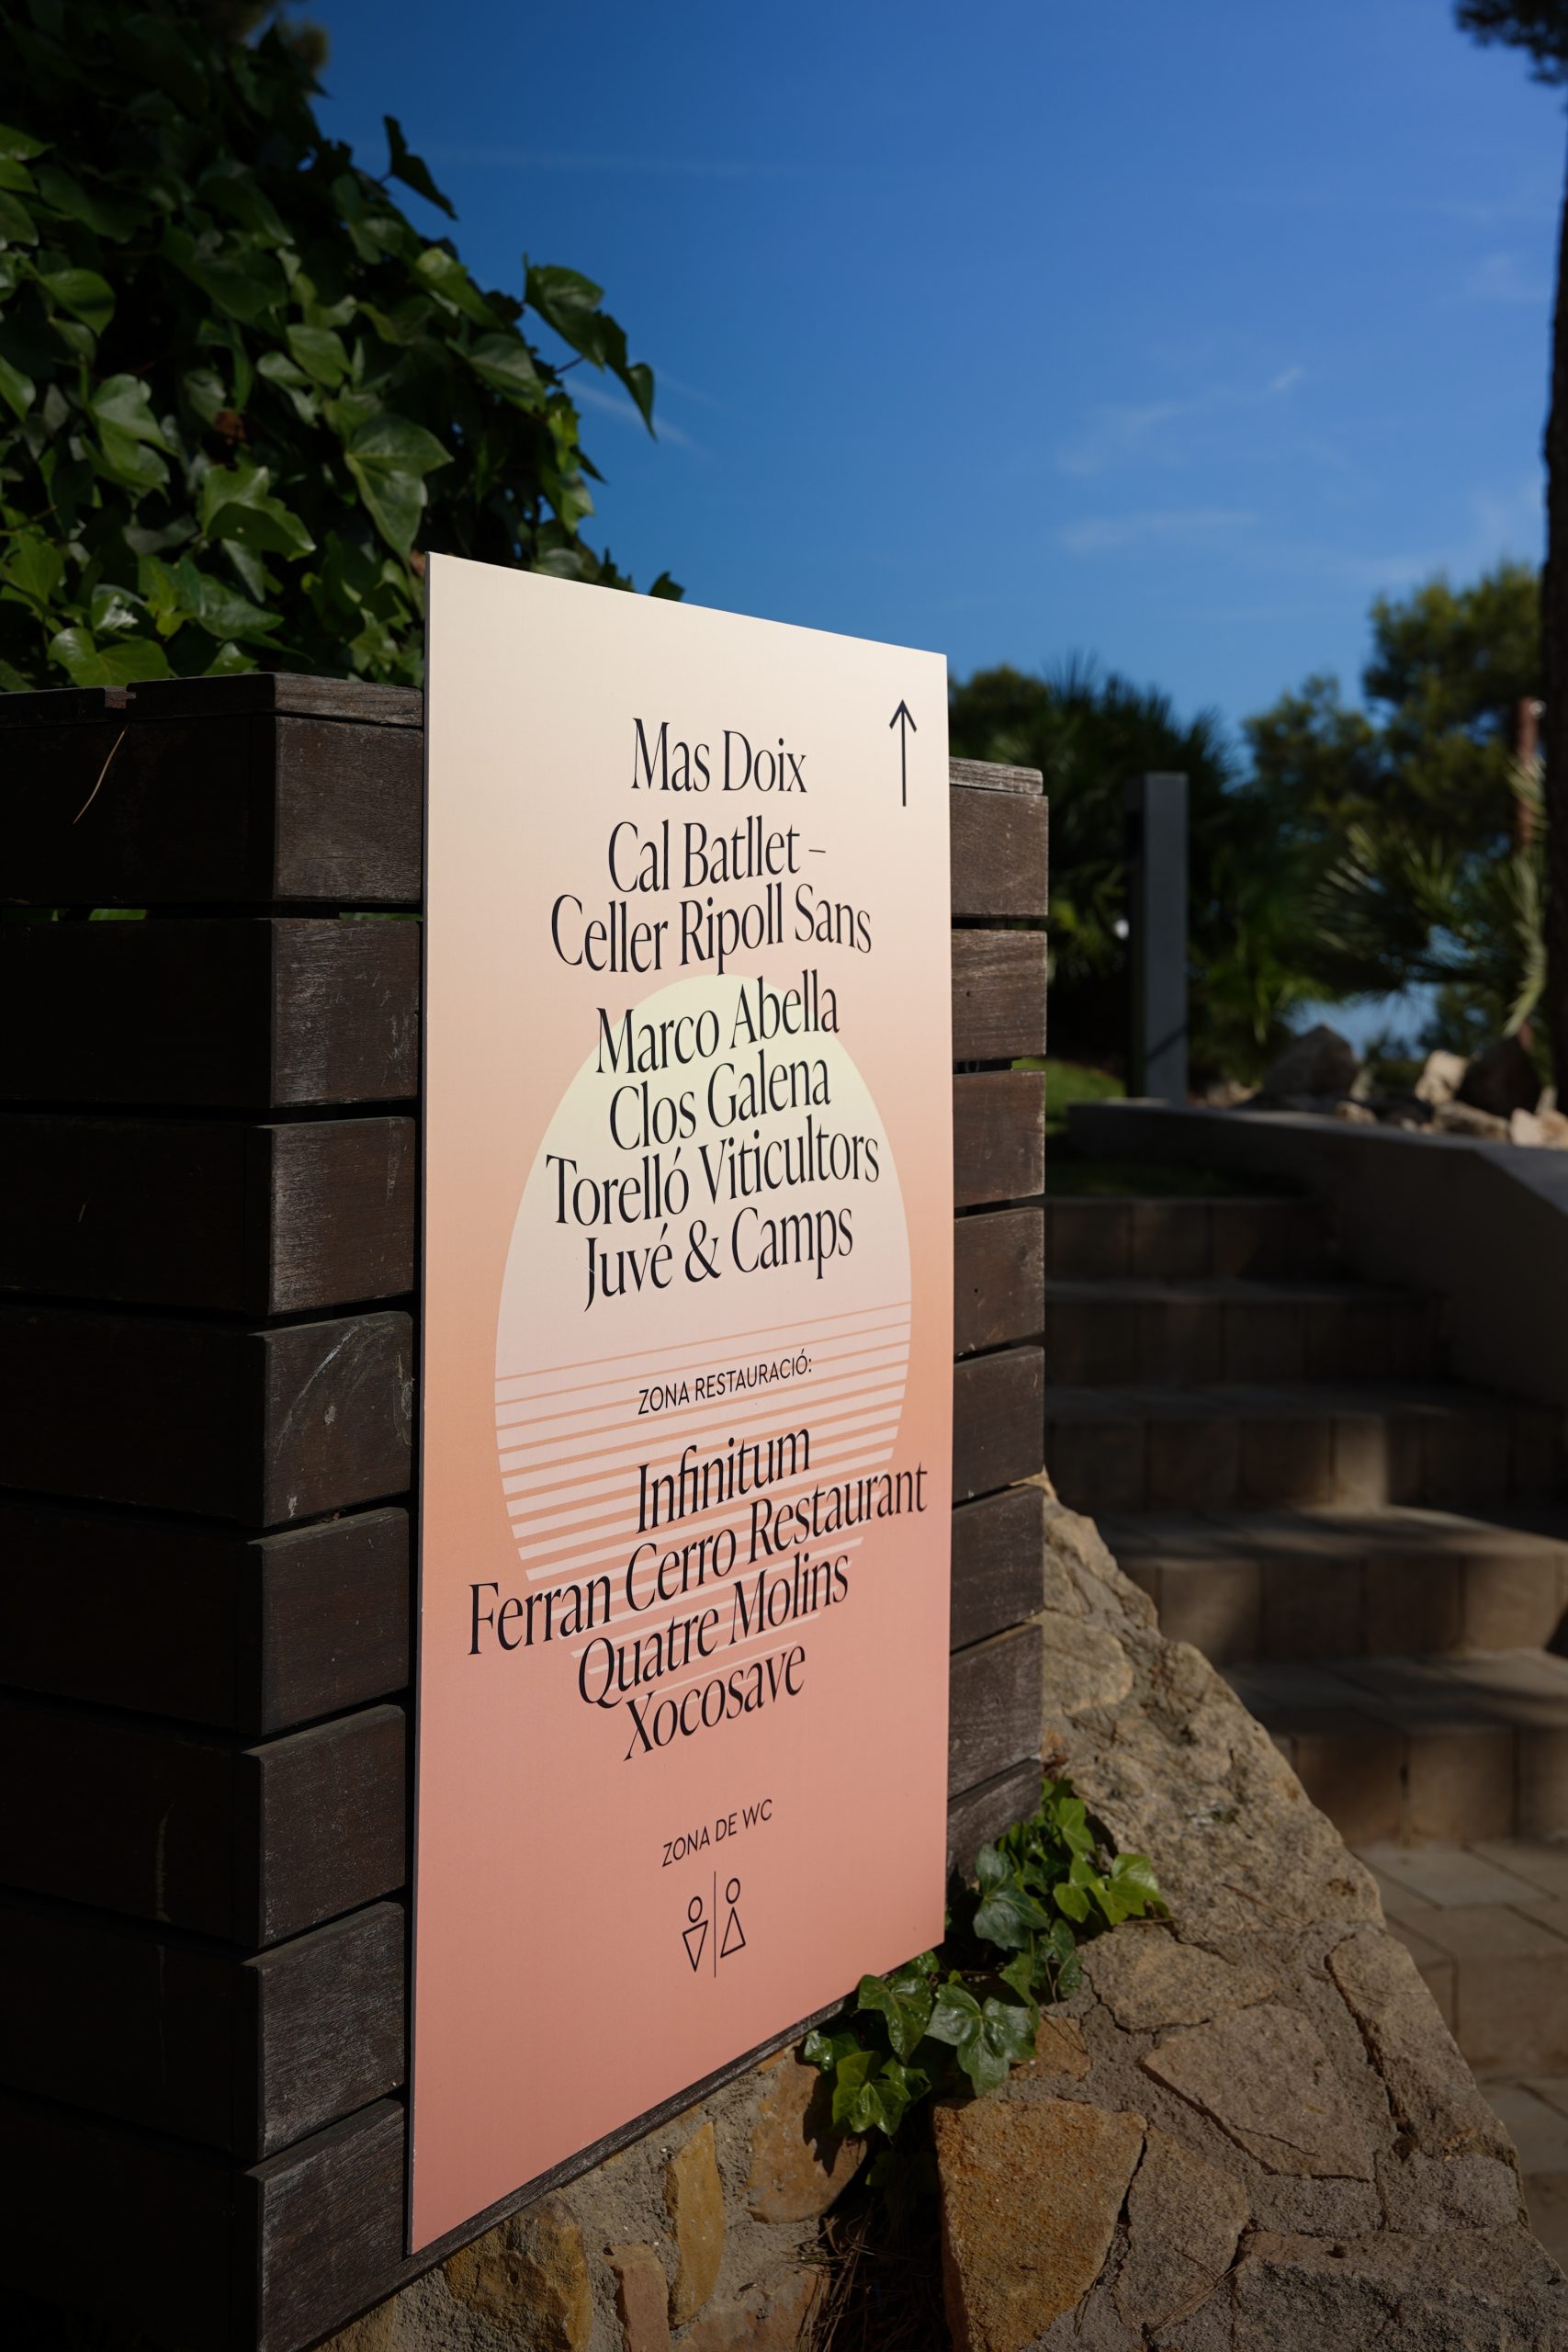 Mas Doix
Cal Batllet –
Celler Ripoll Sans
Marco Abella
Clos Galena
Torelló Viticultors
Juvé & Camps
ZONA RESTAURACIÓ:
Infinitum
Ferran Cerro Restaurant
Quatre Molins
Xocosave
ZONA DE WC